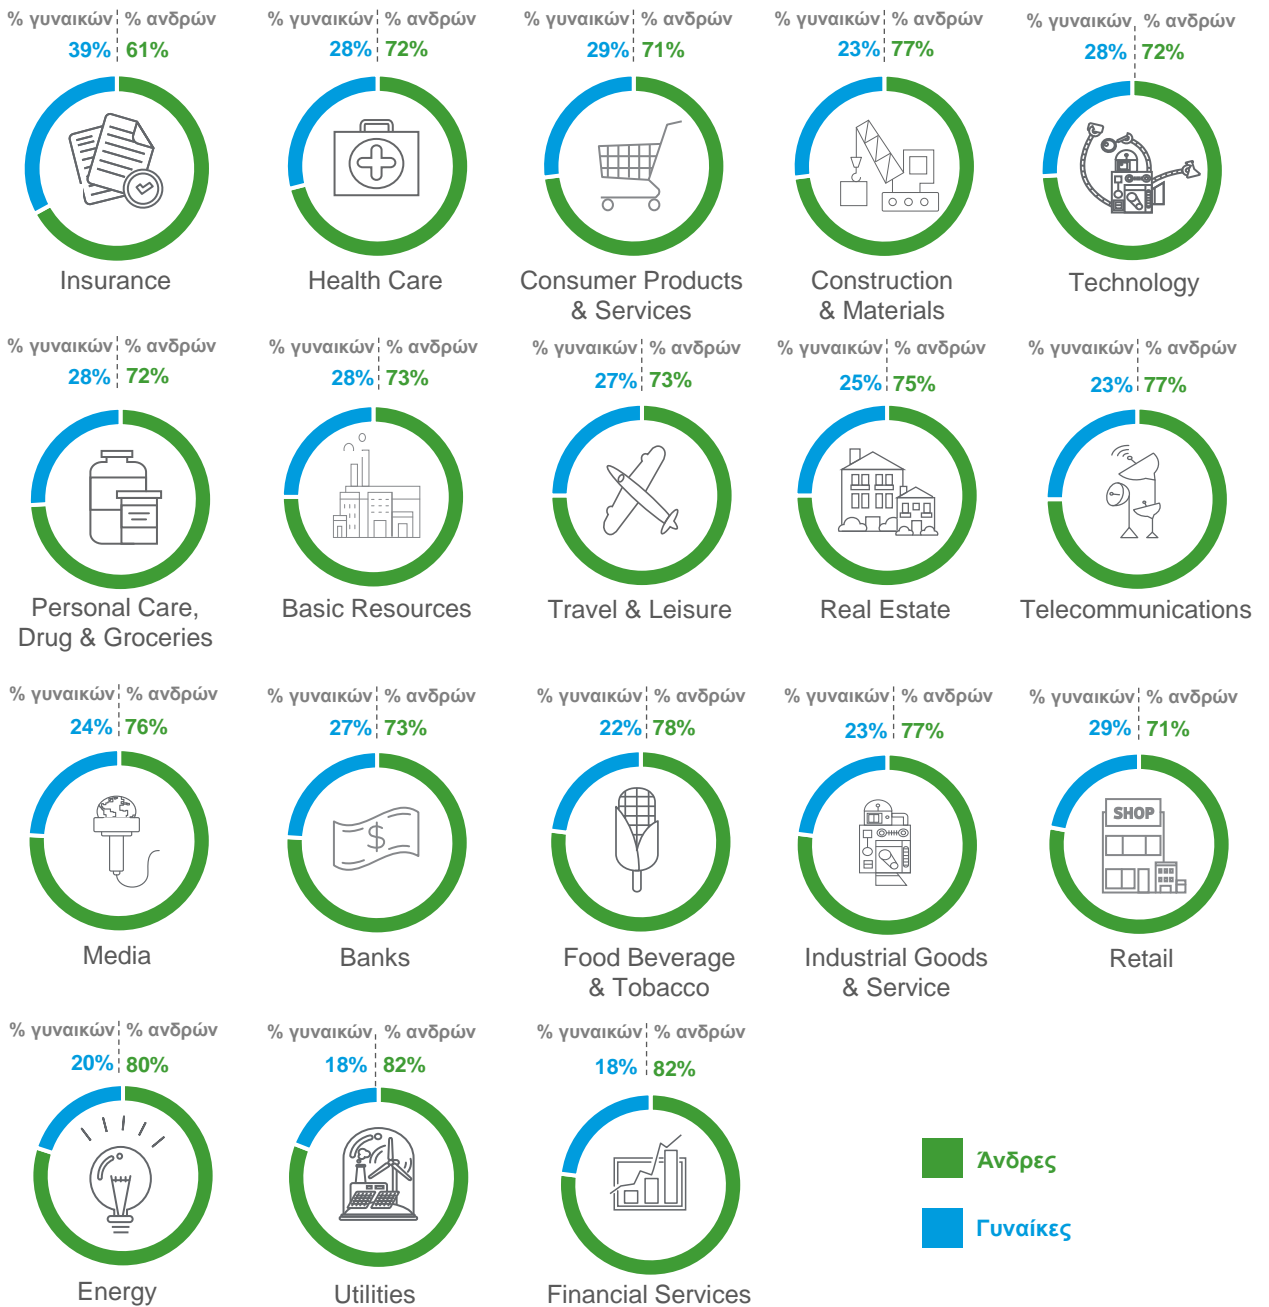 % γυναικών % ανδρών
39% 61%
Insurance
% γυναικών % ανδρών
28% 72%
Health Care
% γυναικών % ανδρών
29% 71%
Consumer Products
& Services
% γυναικών % ανδρών
23% 77%
Construction
& Materials
% γυναικών % ανδρών
28% 72%
Technology
% γυναικών % ανδρών
28% 72%
Personal Care,
Drug & Groceries
% γυναικών % ανδρών
28% 73%
Basic Resources
% γυναικών % ανδρών
27% 73%
Travel & Leisure
% γυναικών % ανδρών
25% 75%
Real Estate
% γυναικών % ανδρών
23% 77%
Telecommunications
% γυναικών % ανδρών
24% 76%
Media
% γυναικών % ανδρών
27% 73%
$
Banks
% γυναικών % ανδρών
22% 78%
Food Beverage
& Tobacco
% γυναικών % ανδρών
23% 77%
Industrial Goods
& Service
% γυναικών % ανδρών
29% 71%
SHOP
Retail
% γυναικών % ανδρών
20% 80%
Energy
% γυναικών % ανδρών
18% 82%
Utilities
% γυναικών % ανδρών
18% 82%
Financial Services
Άνδρες
Γυναίκες